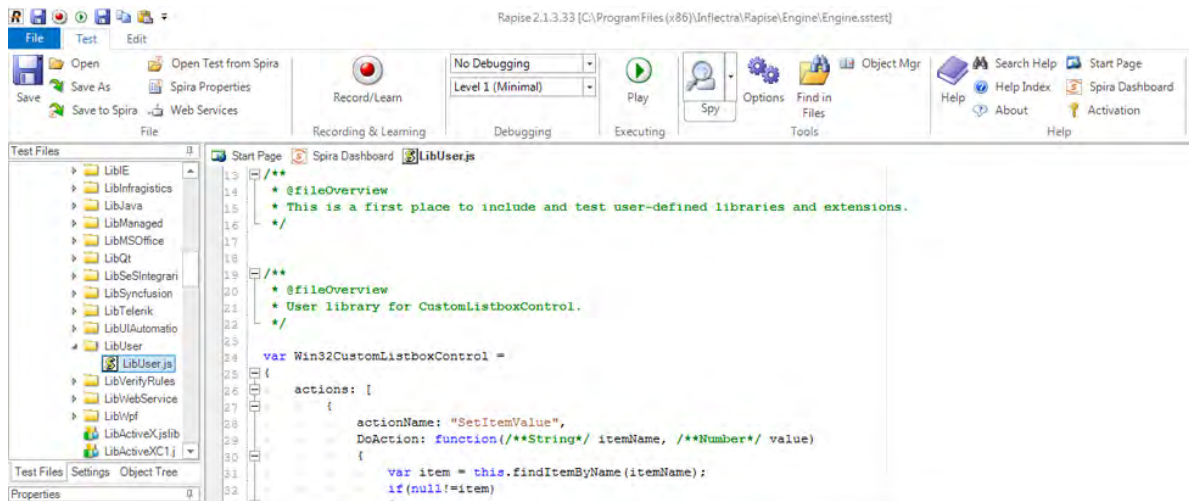 Rapise 2.1.3.33 [C:\Program Files (x86)\Inflectra\Rapise\Engine\Engine.sstest]
File Test Edit
Save
Open
Save As
Save to Spira
Open Test from Spira
Spira Properties
Web Services
File
Record/Learn
Recording & Learning
No Debugging
Level 1 (Minimal)
Debugging
Play
Executing
Spy
Options
Find in
Files
Object Mgr
Tools
Help
Search Help
Help Index
About
Start Page
Spira Dashboard
Activation
Help
Test Files
LibIE
LibInfragistics
LibJava
LibManaged
LibMSOffice
LibQt
LibSeSIntegrari
LibSyncfusion
LibTelerik
LibUIAutomatio
LibUser
LibUser.js
LibVerifyRules
LibWebService
LibWpf
LibActiveX.jslib
LibActiveXC1.j
Test Files Settings Object Tree
Properties
Start Page Spira Dashboard LibUser.js
13 /**
14 * @fileOverview
15 * This is a first place to include and test user-defined libraries and extensions.
16 */
17
18
19 /**
20 * @fileOverview
21 * User library for CustomListboxControl.
22 */
23
24 var Win32CustomListboxControl =
25 {
26 actions: [
27 {
28 actionName: "SetItemValue",
29 DoAction: function(/**String*/ itemName, /**Number*/ value)
30 {
31 var item = this.findItemByName(itemName);
32 if(null!=item)